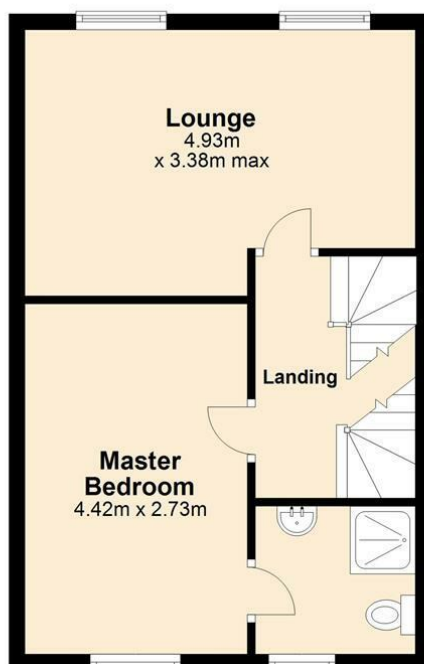 Lounge
4.93m
x 3.38m max
Landing
Master
Bedroom
4.42m x 2.73m